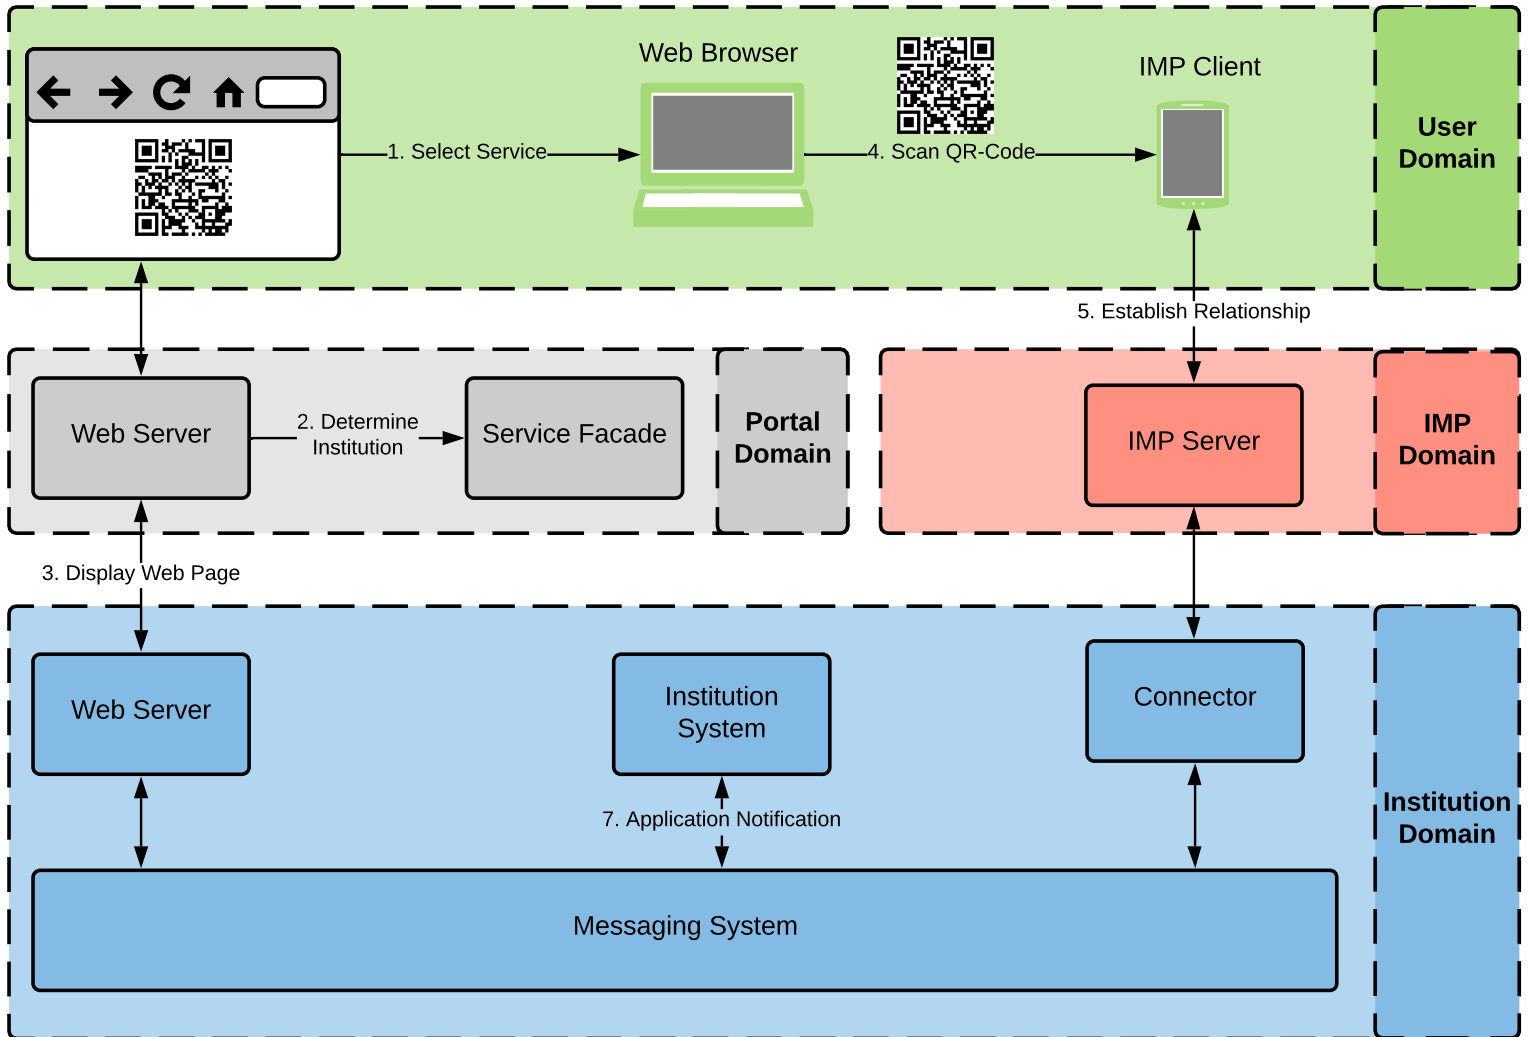 Web Browser
IMP Client
1. Select Service
4. Scan QR-Code
User
Domain
5. Establish Relationship
Web Server
2. Determine
Institution
Service Facade
Portal
Domain
IMP Server
IMP
Domain
3. Display Web Page
Web Server
Institution
System
Connector
7. Application Notification
Institution
Domain
Messaging System